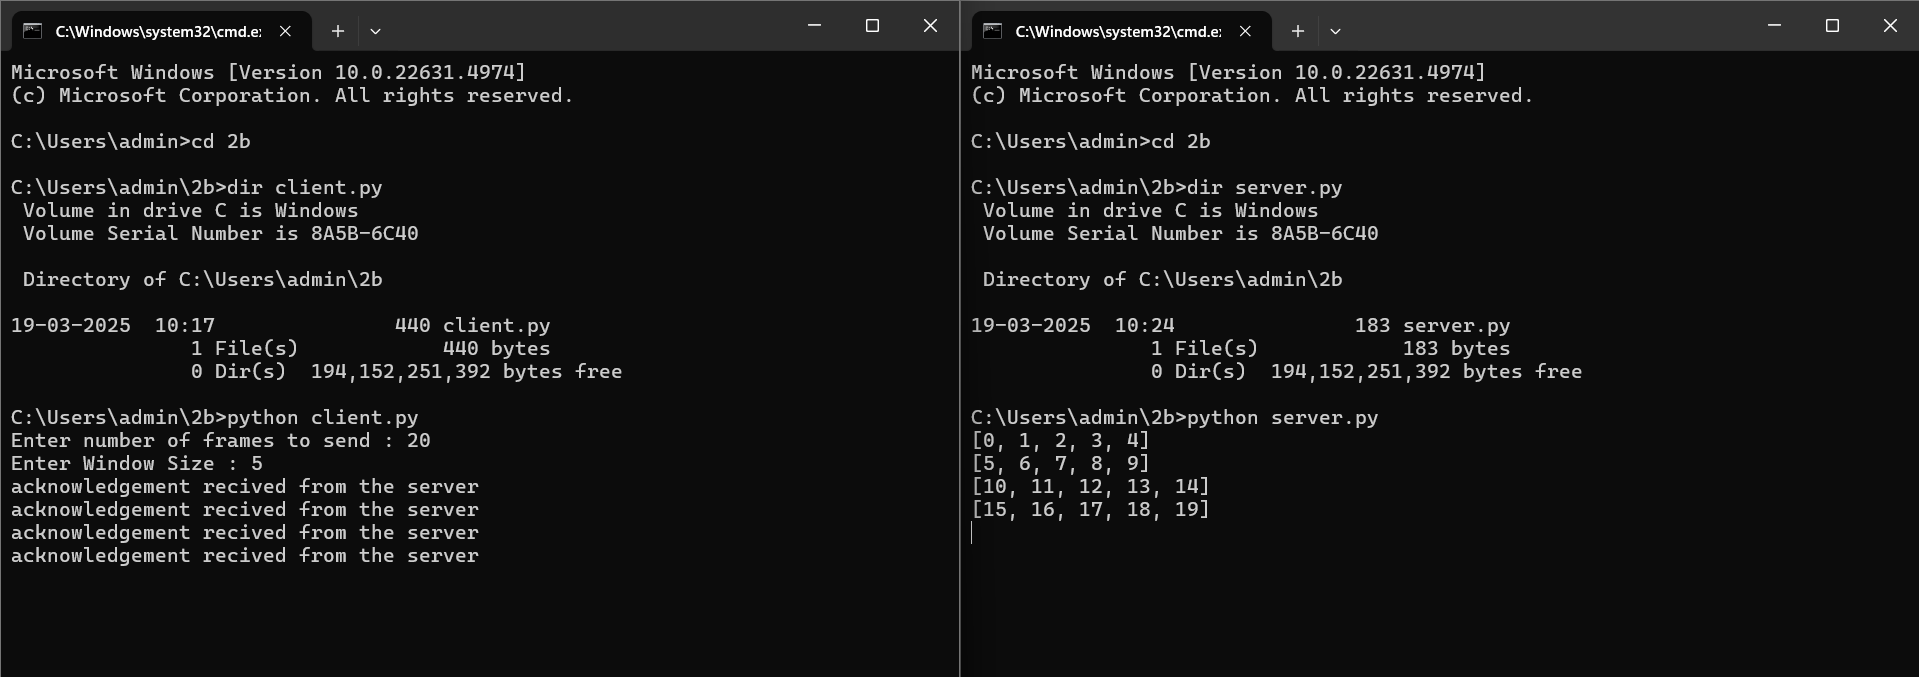 C:\Windows\system32\cmd.e
Microsoft Windows [Version 10.0.22631.4974]
(c) Microsoft Corporation. All rights reserved.
C:\Users\admin>cd 2b
C:\Users\admin\2b>dir client.py
Volume in drive C is Windows
Volume Serial Number is 8A5B-6C40
Directory of C:\Users\admin\2b
19-03-2025  10:17               440 client.py
1 File(s)            440 bytes
0 Dir(s)  194,152,251,392 bytes free
C:\Users\admin\2b>python client.py
Enter number of frames to send : 20
Enter Window Size : 5
acknowledgement recived from the server
acknowledgement recived from the server
acknowledgement recived from the server
acknowledgement recived from the server
C:\Windows\system32\cmd.e
Microsoft Windows [Version 10.0.22631.4974]
(c) Microsoft Corporation. All rights reserved.
C:\Users\admin>cd 2b
C:\Users\admin\2b>dir server.py
Volume in drive C is Windows
Volume Serial Number is 8A5B-6C40
Directory of C:\Users\admin\2b
19-03-2025  10:24               183 server.py
1 File(s)            183 bytes
0 Dir(s)  194,152,251,392 bytes free
C:\Users\admin\2b>python server.py
[0, 1, 2, 3, 4]
[5, 6, 7, 8, 9]
[10, 11, 12, 13, 14]
[15, 16, 17, 18, 19]